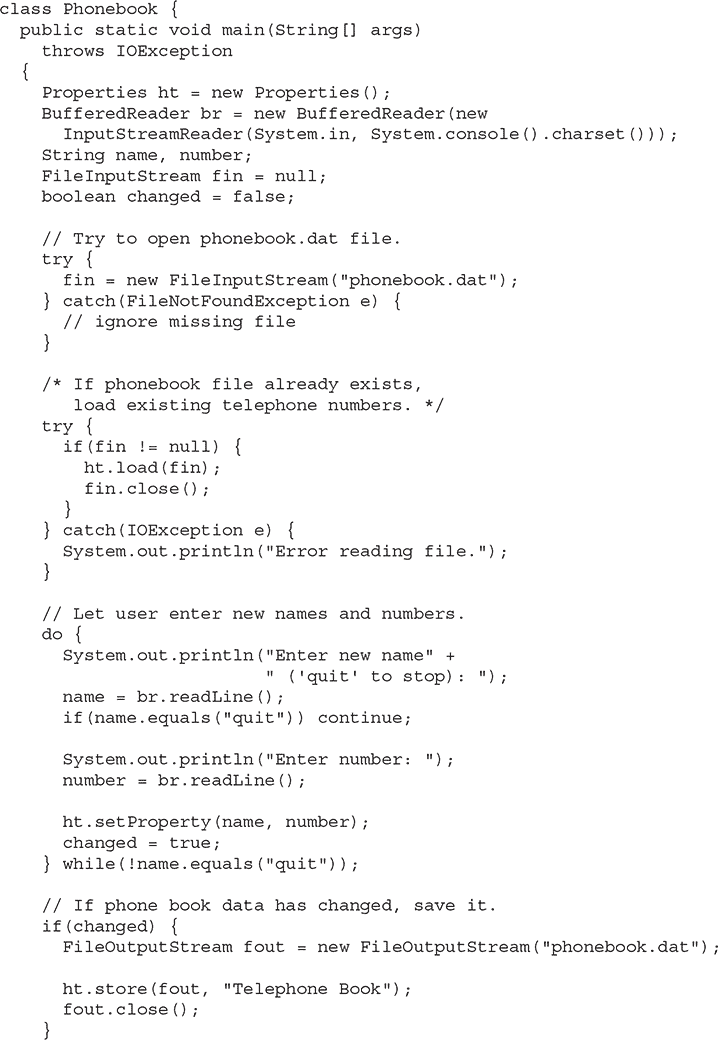 class Phonebook {
  public static void main(String[] args)
    throws IOException
  {
    Properties ht = new Properties();
    BufferedReader br = new BufferedReader(new
      InputStreamReader(System.in, System.console().charset()));
    String name, number;
    FileInputStream fin = null;
    boolean changed = false;

    // Try to open phonebook.dat file.
    try {
      fin = new FileInputStream("phonebook.dat");
    } catch(FileNotFoundException e) {
      // ignore missing file
    }

    /* If phonebook file already exists,
       load existing telephone numbers. */
    try {
      if(fin != null) {
        ht.load(fin);
        fin.close();
      }
    } catch(IOException e) {
      System.out.println("Error reading file.");
    }

    // Let user enter new names and numbers.
    do {
      System.out.println("Enter new name" +
                         " ('quit' to stop): ");
      name = br.readLine();
      if(name.equals("quit")) continue;

      System.out.println("Enter number: ");
      number = br.readLine();

      ht.setProperty(name, number);
      changed = true;
    } while(!name.equals("quit"));

    // If phone book data has changed, save it.
    if(changed) {
      FileOutputStream fout = new FileOutputStream("phonebook.dat");

      ht.store(fout, "Telephone Book");
      fout.close();
    }